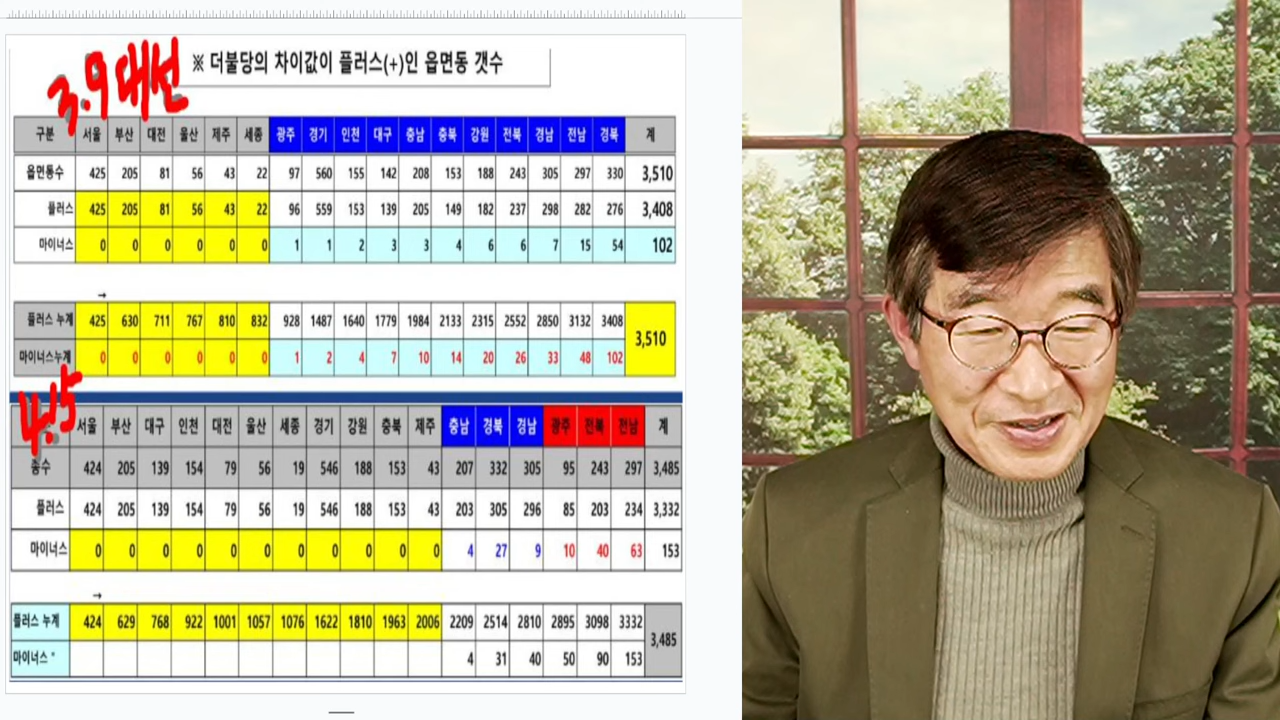 3.9 대선
※ 더불당의 차이값이 플러스(+)인 읍면동 갯수
구분 서울 부산 대전 울산 제주 세종 광주 경기 인천 대구 충남 충북 강원 전북 경남 전남 경북 계
읍면동수 425 205 81 56 43 22 97 560 155 142 208 153 188 243 305 297 330 3,510
플러스 425 205 81 56 43 22 96 559 153 139 205 149 182 237 298 282 276 3,408
마이너스 0 0 0 0 0 0 1 1 2 3 3 4 6 6 7 15 54 102
→
플러스 누계 425 630 711 767 810 832 928 1487 1640 1779 1984 2133 2315 2552 2850 3132 3408 3,510
마이너스누계 0 0 0 0 0 0 1 2 4 7 10 14 20 26 33 48 102
4.15
서울 부산 대구 인천 대전 울산 세종 경기 강원 충북 제주 충남 경북 경남 광주 전북 전남 계
총수 424 205 139 154 79 56 19 546 188 153 43 207 332 305 95 243 297 3,485
플러스 424 205 139 154 79 56 19 546 188 153 43 203 305 296 85 203 234 3,332
마이너스 0 0 0 0 0 0 0 0 0 0 0 4 27 9 10 40 63 153
→
플러스 누계 424 629 768 922 1001 1057 1076 1622 1810 1963 2006 2209 2514 2810 2895 3098 3332 3,485
마이너스 " 4 31 40 50 90 153